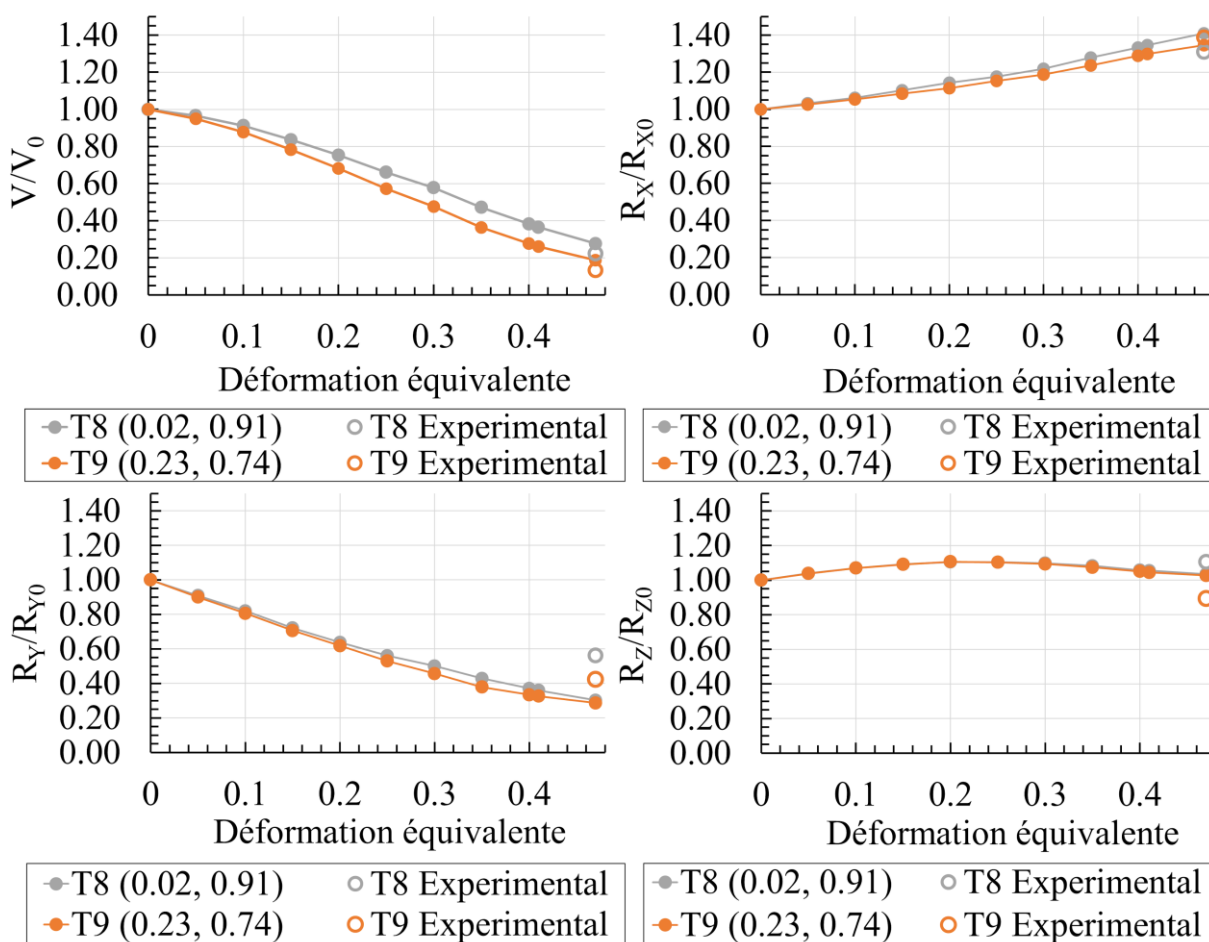 1.40
1.20
1.00
0.80
0.60
0.40
0.20
0.00
V/V0
0 0.1 0.2 0.3 0.4
Déformation équivalente
T8 (0.02, 0.91) T8 Experimental
T9 (0.23, 0.74) T9 Experimental
1.40
1.20
1.00
0.80
0.60
0.40
0.20
0.00
RX/RX0
0 0.1 0.2 0.3 0.4
Déformation équivalente
T8 (0.02, 0.91) T8 Experimental
T9 (0.23, 0.74) T9 Experimental
1.40
1.20
1.00
0.80
0.60
0.40
0.20
0.00
RY/RY0
0 0.1 0.2 0.3 0.4
Déformation équivalente
T8 (0.02, 0.91) T8 Experimental
T9 (0.23, 0.74) T9 Experimental
1.40
1.20
1.00
0.80
0.60
0.40
0.20
0.00
RZ/RZ0
0 0.1 0.2 0.3 0.4
Déformation équivalente
T8 (0.02, 0.91) T8 Experimental
T9 (0.23, 0.74) T9 Experimental